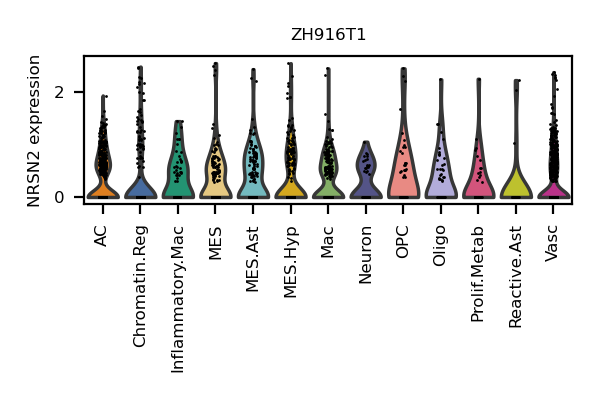 ZH916T1
NRSN2 expression
2
0
AC
Chromatin.Reg
Inflammatory.Mac
MES
MES.Ast
MES.Hyp
Mac
Neuron
OPC
Oligo
Prolif.Metab
Reactive.Ast
Vasc